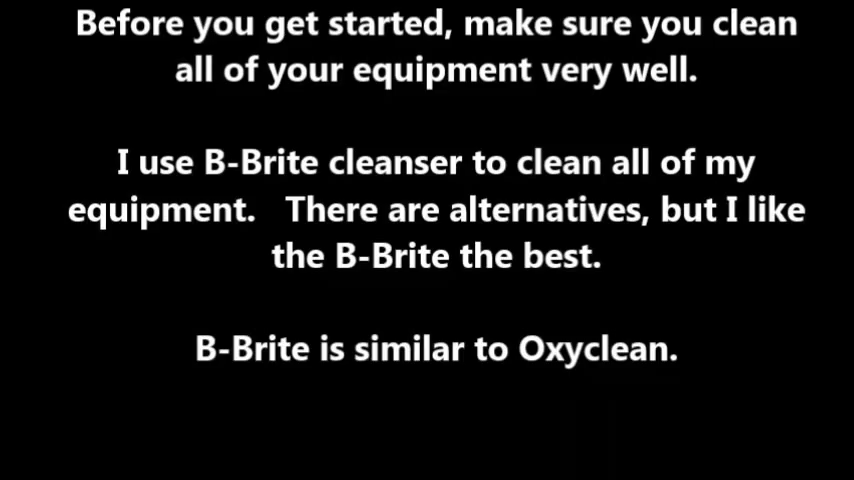 Before you get started, make sure you clean
all of your equipment very well.
I use B-Brite cleanser to clean all of my
equipment.   There are alternatives, but I like
the B-Brite the best.
B-Brite is similar to Oxyclean.